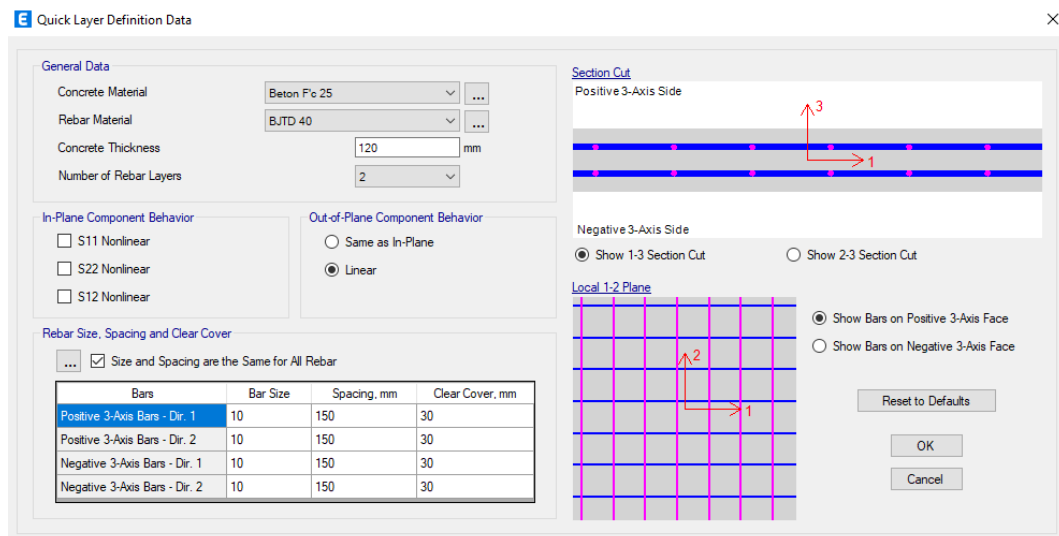 E Quick Layer Definition Data
General Data
Concrete Material Beton F'c 25 ...
Rebar Material BJTD 40 ...
Concrete Thickness 120 mm
Number of Rebar Layers 2
In-Plane Component Behavior
S11 Nonlinear
S22 Nonlinear
S12 Nonlinear
Out-of-Plane Component Behavior
Same as In-Plane
Linear
Rebar Size, Spacing and Clear Cover
... Size and Spacing are the Same for All Rebar
Bars Bar Size Spacing, mm Clear Cover, mm
Positive 3-Axis Bars - Dir. 1 10 150 30
Positive 3-Axis Bars - Dir. 2 10 150 30
Negative 3-Axis Bars - Dir. 1 10 150 30
Negative 3-Axis Bars - Dir. 2 10 150 30
Section Cut
Positive 3-Axis Side
3
1
Negative 3-Axis Side
Show 1-3 Section Cut Show 2-3 Section Cut
Local 1-2 Plane
2
1
Show Bars on Positive 3-Axis Face
Show Bars on Negative 3-Axis Face
Reset to Defaults
OK
Cancel